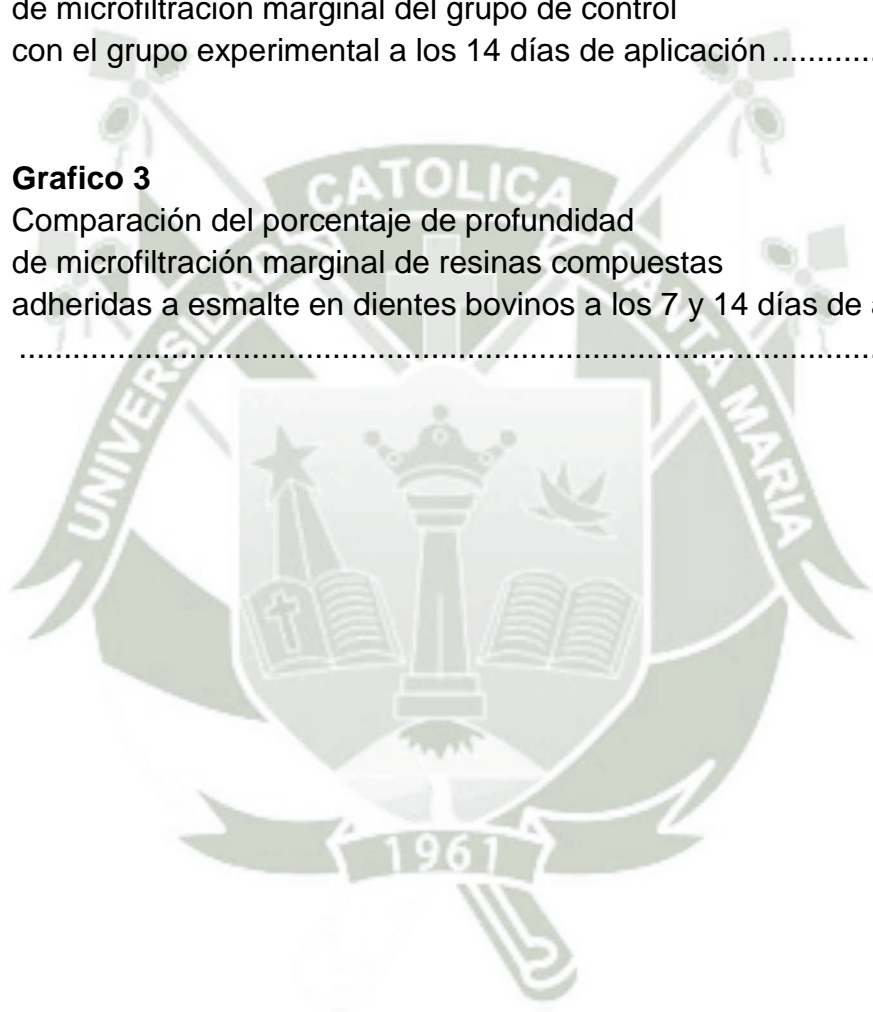 de microfiltración marginal del grupo de control
con el grupo experimental a los 14 días de aplicación ............
Grafico 3
Comparación del porcentaje de profundidad
de microfiltración marginal de resinas compuestas
adheridas a esmalte en dientes bovinos a los 7 y 14 días de
................................................................................................
UNIVERSIDAD CATOLICA SANTA MARIA
1961